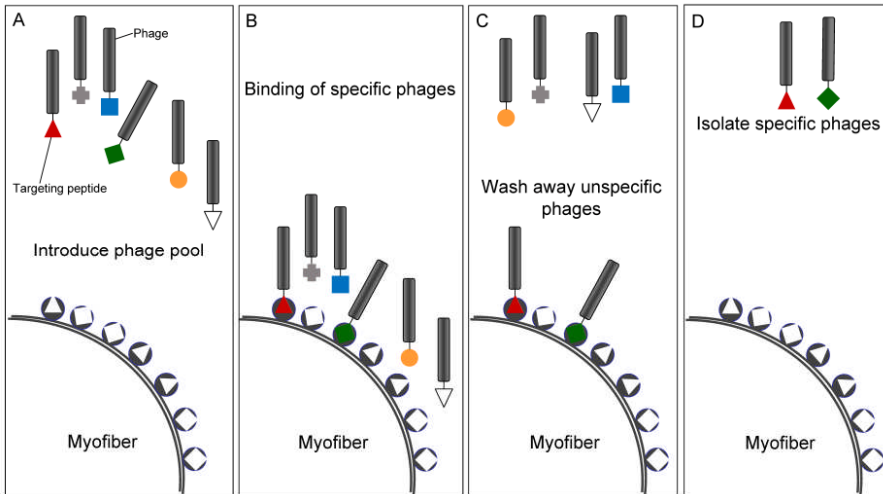 A
Phage
Targeting peptide
Introduce phage pool
Myofiber
B
Binding of specific phages
Myofiber
C
Wash away unspecific
phages
Myofiber
D
Isolate specific phages
Myofiber